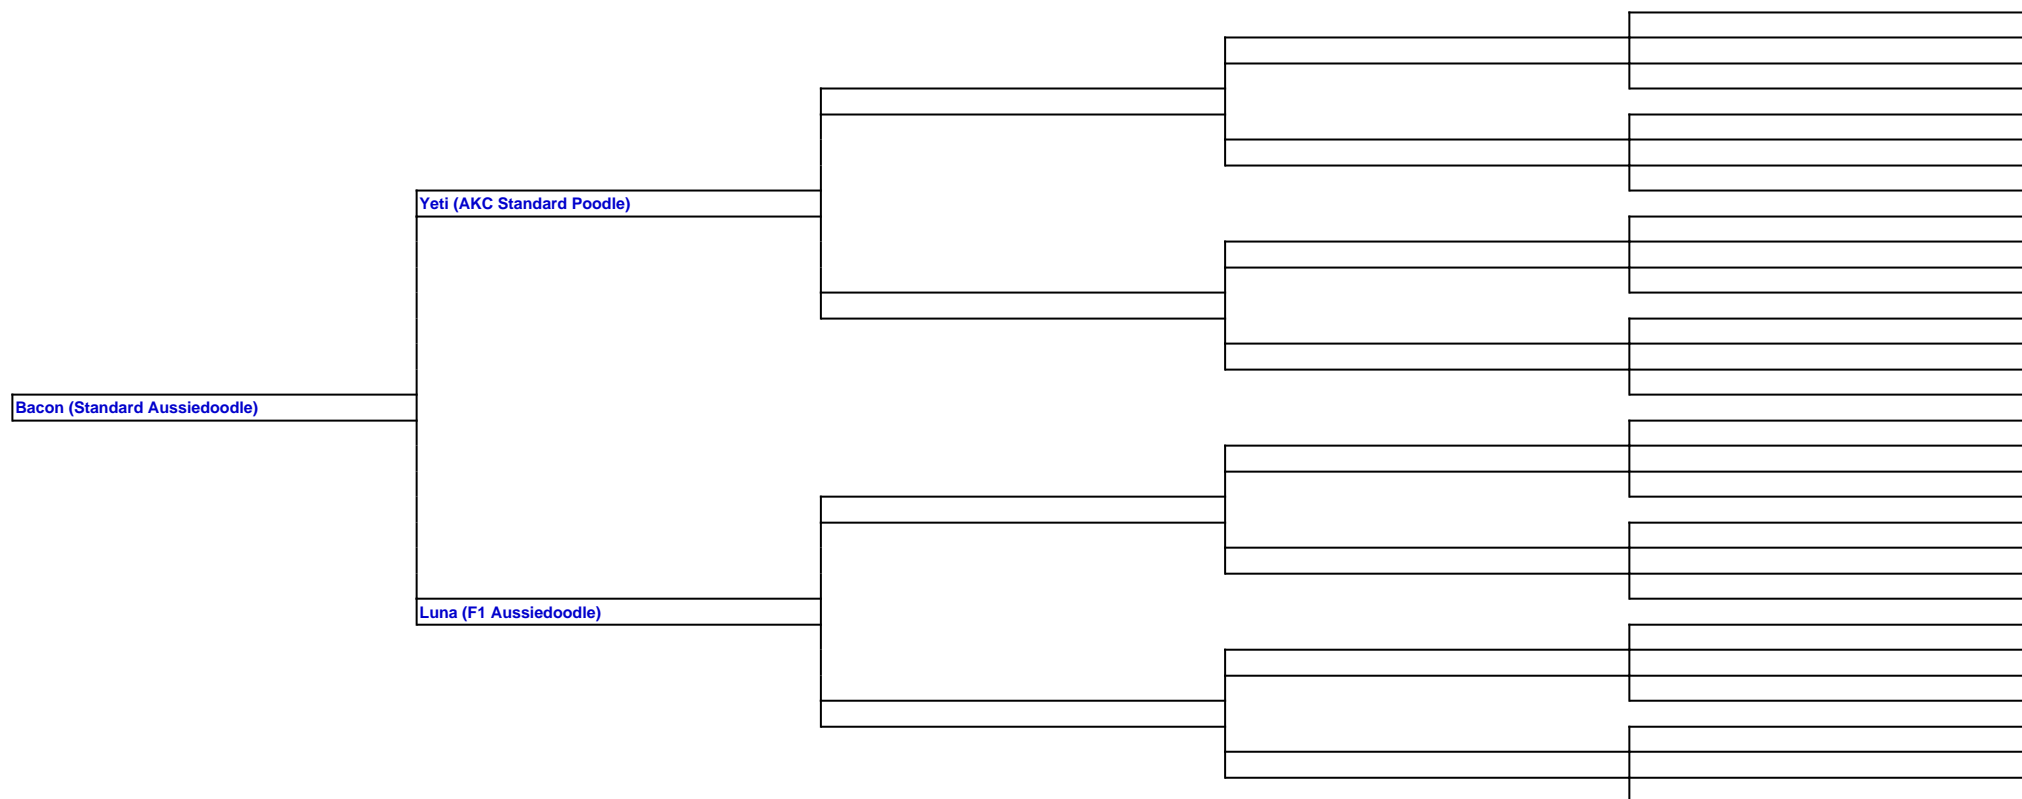 Yeti (AKC Standard Poodle)
Bacon (Standard Aussiedoodle)
Luna (F1 Aussiedoodle)